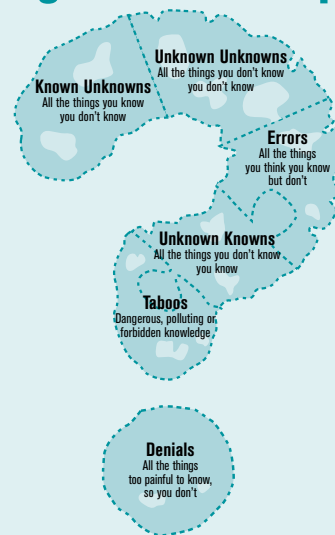 Unknown Unknowns
All the things you don't know
you don't know
Known Unknowns
All the things you know
you don't know
Errors
All the things
you think you know
but don't
Unknown Knowns
All the things you don't know
you know
Taboos
Dangerous, polluting or
forbidden knowledge
Denials
All the things
too painful to know,
so you don't